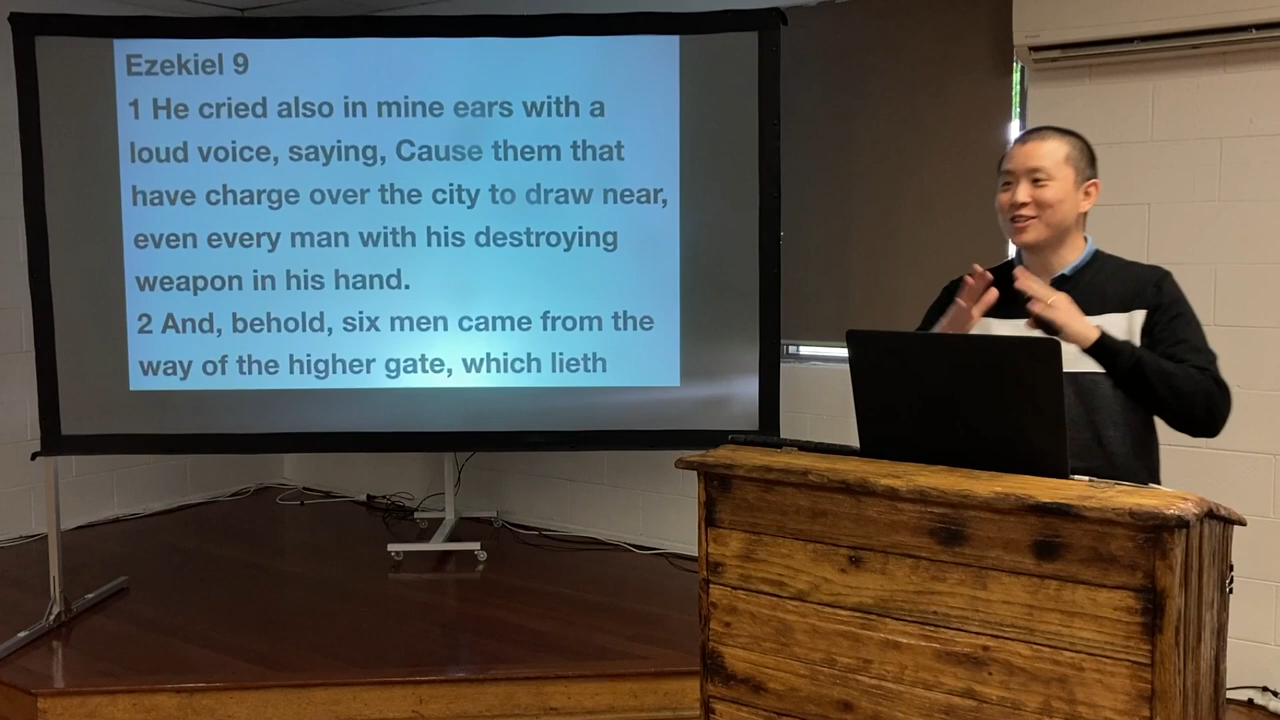 Ezekiel 9
1 He cried also in mine ears with a
loud voice, saying, Cause them that
have charge over the city to draw near,
even every man with his destroying
weapon in his hand.
2 And, behold, six men came from the
way of the higher gate, which lieth